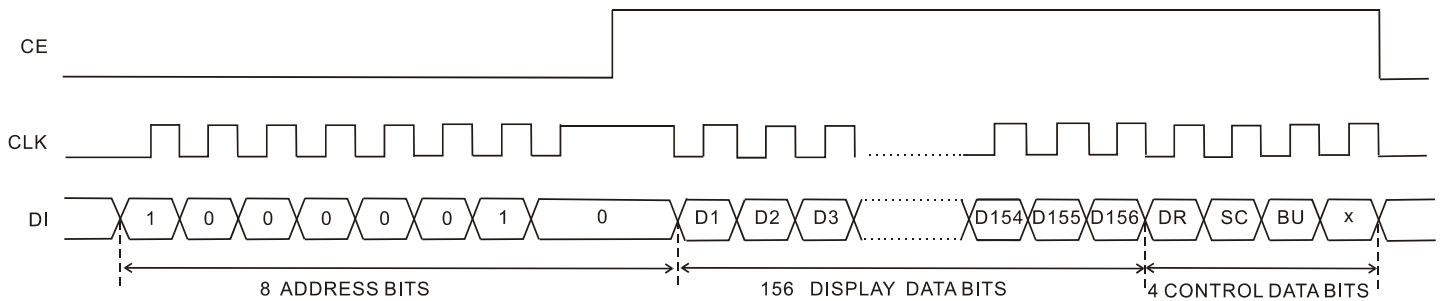 CE
CLK
DI 1 0 0 0 0 0 1 0 D1 D2 D3 D154 D155 D156 DR SC BU x
8 ADDRESS BITS 156 DISPLAY DATA BITS 4 CONTROL DATA BITS